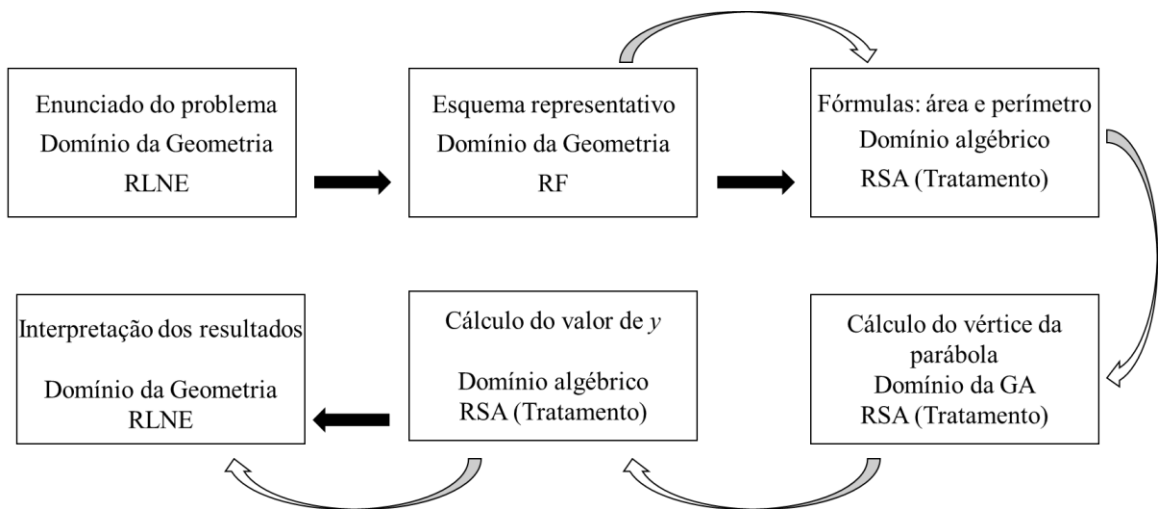 Enunciado do problema
Domínio da Geometria
RLNE
Esquema representativo
Domínio da Geometria
RF
Fórmulas: área e perímetro
Domínio algébrico
RSA (Tratamento)
Interpretação dos resultados
Domínio da Geometria
RLNE
Cálculo do valor de y
Domínio algébrico
RSA (Tratamento)
Cálculo do vértice da
parábola
Domínio da GA
RSA (Tratamento)